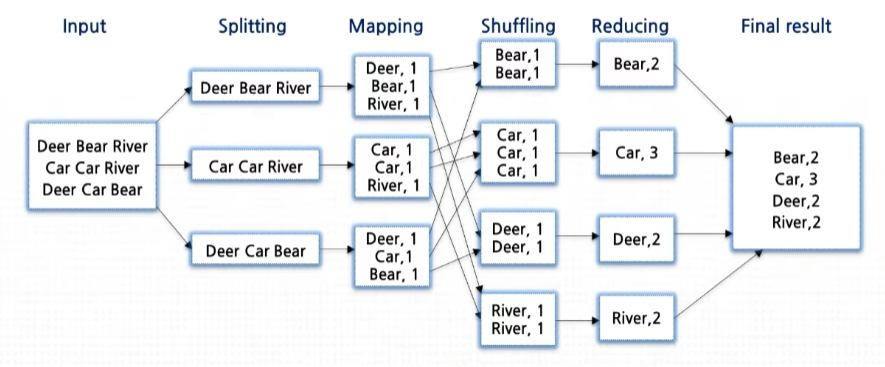 Input
Splitting
Mapping
Shuffling
Reducing
Final result
Deer Bear River
Car Car River
Deer Car Bear
Deer Bear River
Car Car River
Deer Car Bear
Deer, 1
Bear,1
River, 1
Car, 1
Car,1
River, 1
Deer, 1
Car,1
Bear, 1
Bear,1
Bear,1
Car, 1
Car, 1
Car, 1
Deer, 1
Deer, 1
River, 1
River, 1
Bear,2
Car, 3
Deer,2
River,2
Bear,2
Car, 3
Deer,2
River,2